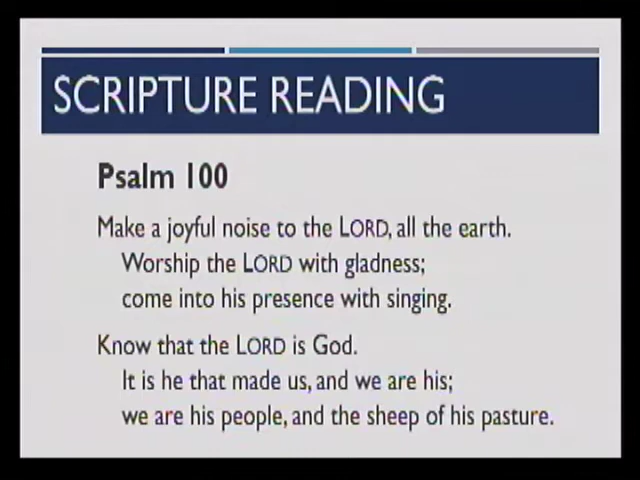 SCRIPTURE READING
Psalm 100
Make a joyful noise to the LORD, all the earth.
Worship the LORD with gladness;
come into his presence with singing.
Know that the LORD is God.
It is he that made us, and we are his;
we are his people, and the sheep of his pasture.